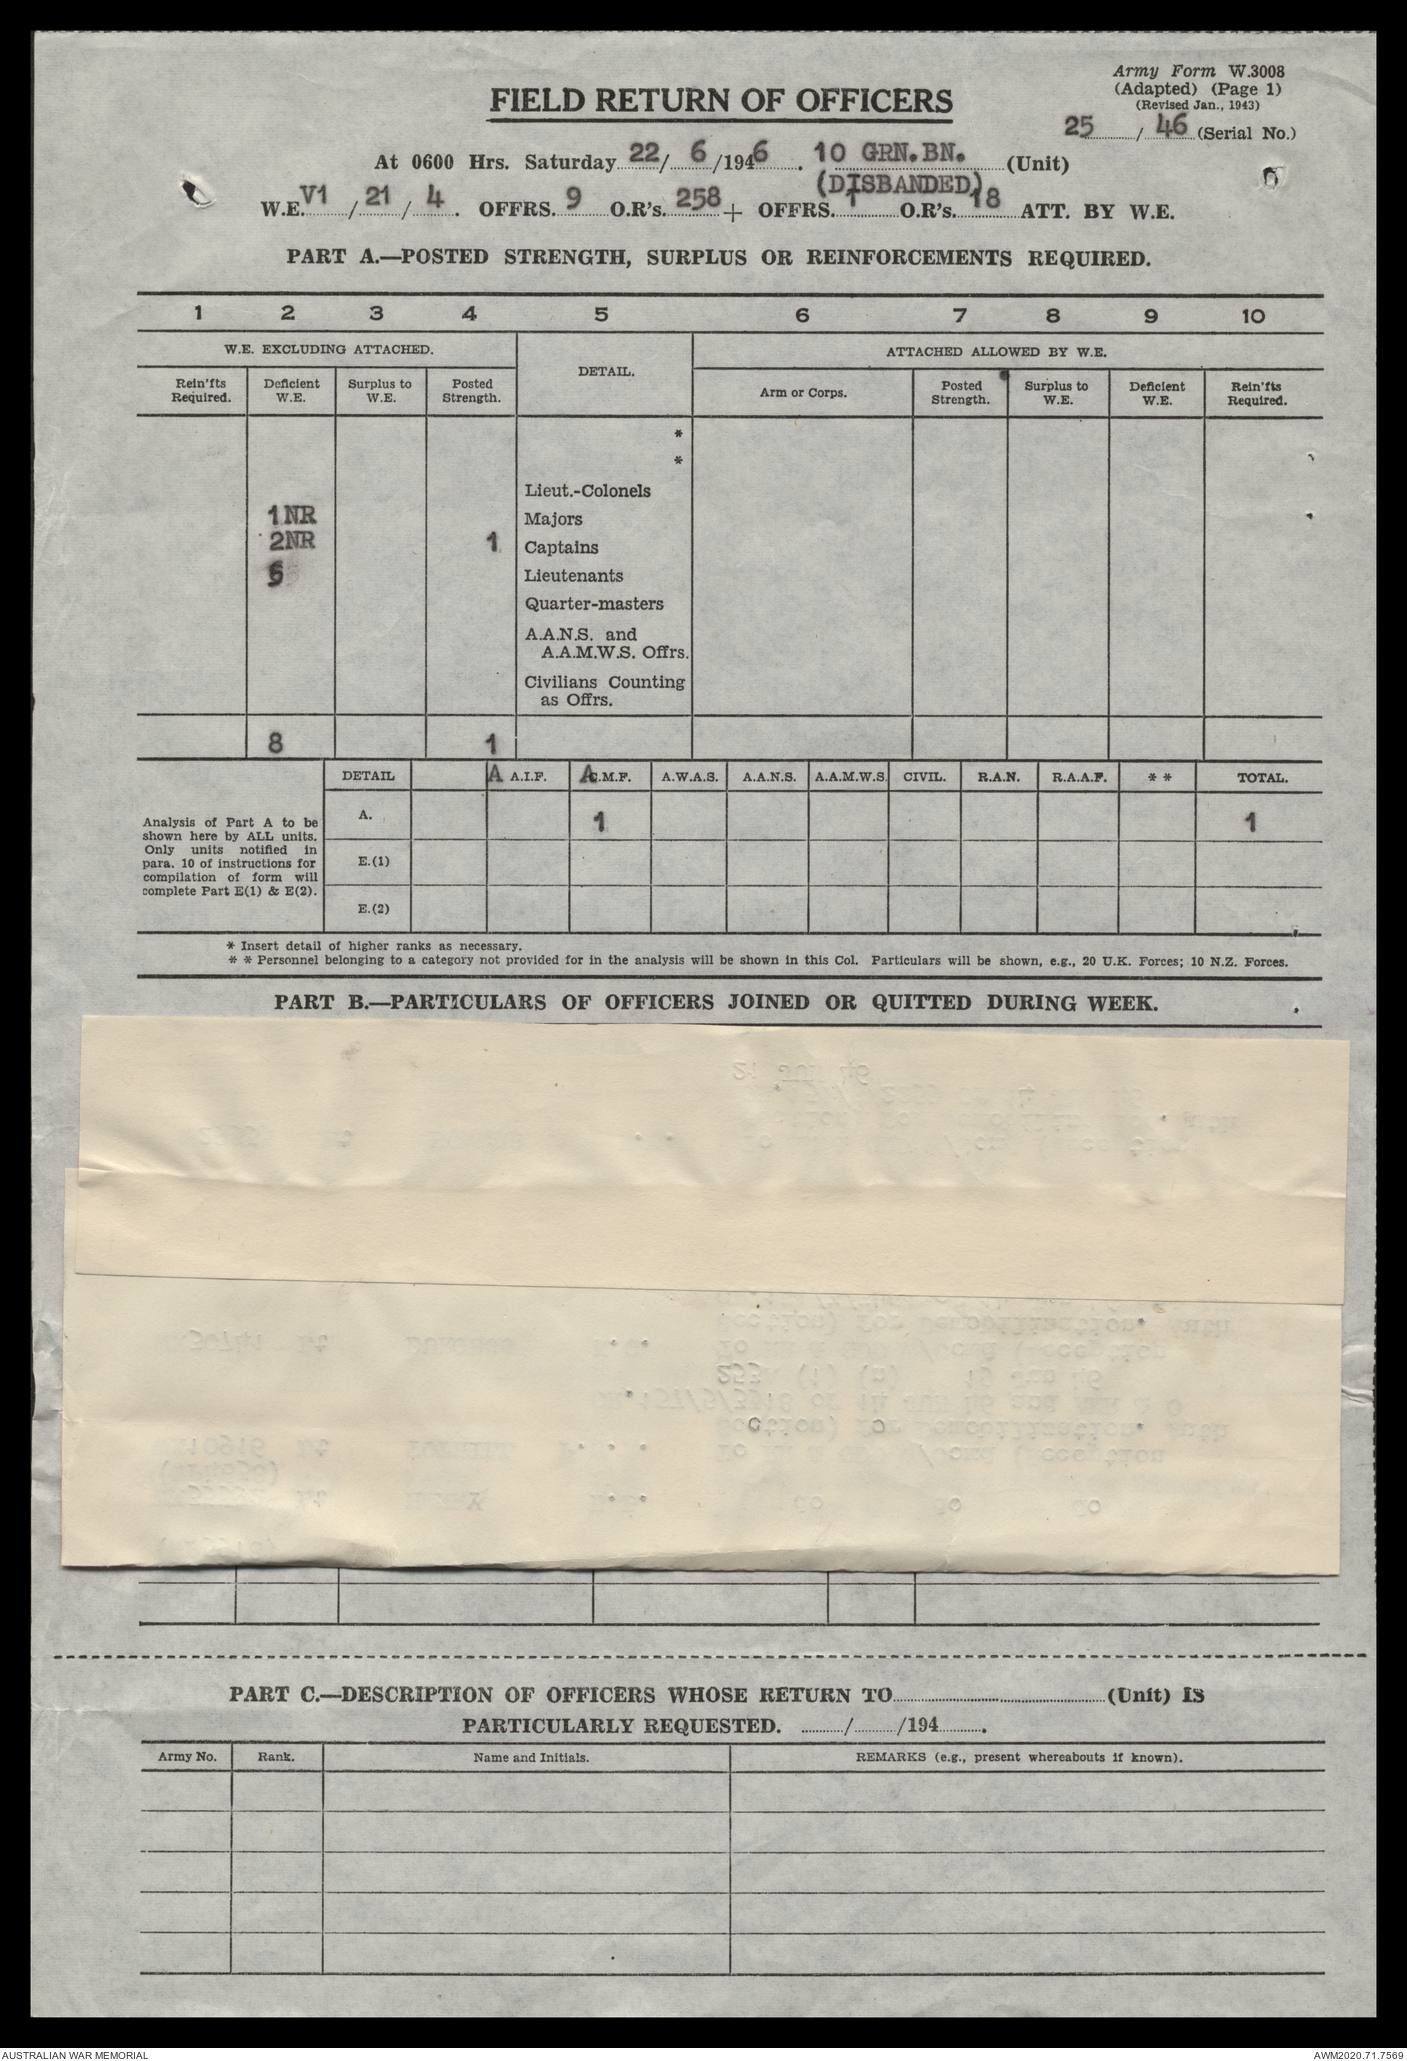 Army Form W.3008
(Adapted) (Page 1)
(Revised Jan., 1943)
25 / 46 (Serial No.)
FIELD RETURN OF OFFICERS
At 0600 Hrs. Saturday 22/ 6 /1946 . 10 GRN.BN. (Unit)
(DISBANDED)
W.E. V1 / 21 / 4 . OFFRS. 9 O.R's. 258 + OFFRS. 1 O.R's. 18 ATT. BY W.E.
PART A.—POSTED STRENGTH, SURPLUS OR REINFORCEMENTS REQUIRED.
1 2 3 4 5 6 7 8 9 10
W.E. EXCLUDING ATTACHED. DETAIL. ATTACHED ALLOWED BY W.E.
Rein'fts Required. Deficient W.E. Surplus to W.E. Posted Strength. Arm or Corps. Posted Strength. Surplus to W.E. Deficient W.E. Rein'fts Required.
*
*
Lieut.-Colonels
1NR Majors
2NR 1 Captains
5 Lieutenants
Quarter-masters
A.A.N.S. and
A.A.M.W.S. Offrs.
Civilians Counting
as Offrs.
8 1
DETAIL A A.I.F. A C.M.F. A.W.A.S. A.A.N.S. A.A.M.W.S. CIVIL. R.A.N. R.A.A.F. * * TOTAL.
Analysis of Part A to be
shown here by ALL units.
Only units notified in
para. 10 of instructions for
compilation of form will
complete Part E(1) & E(2).
A. 1 1
E.(1)
E.(2)
* Insert detail of higher ranks as necessary.
* * Personnel belonging to a category not provided for in the analysis will be shown in this Col. Particulars will be shown, e.g., 20 U.K. Forces; 10 N.Z. Forces.
PART B.—PARTICULARS OF OFFICERS JOINED OR QUITTED DURING WEEK.
PART C.—DESCRIPTION OF OFFICERS WHOSE RETURN TO (Unit) IS
PARTICULARLY REQUESTED. / /194 .
Army No. Rank. Name and Initials. REMARKS (e.g., present whereabouts if known).
AUSTRALIAN WAR MEMORIAL AWM2020.71.7569